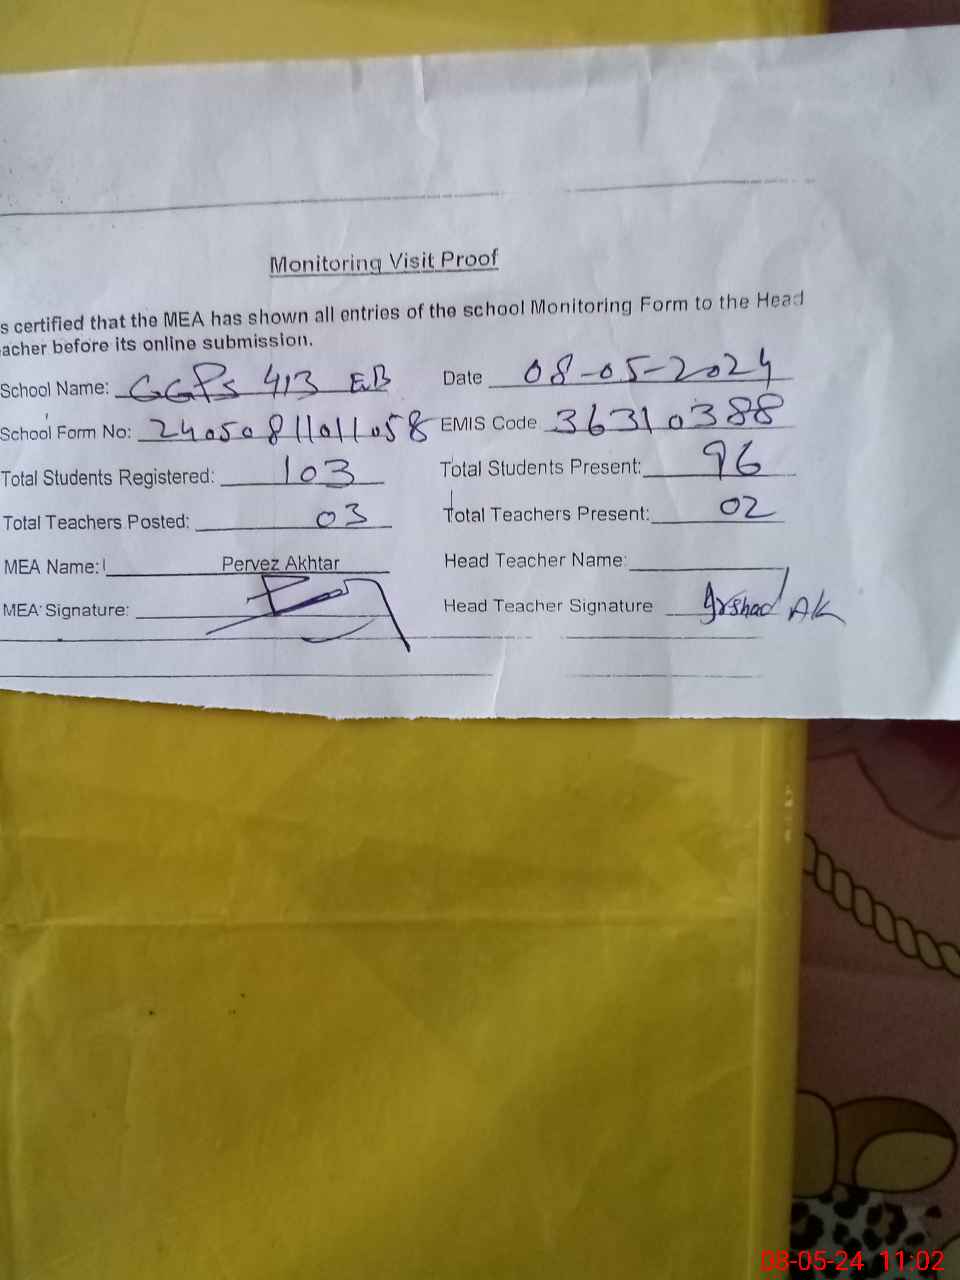 Monitoring Visit Proof
s certified that the MEA has shown all entries of the school Monitoring Form to the Head
acher before its online submission.
School Name: GGPS 413 EB Date 08-05-2024
School Form No: 24050811011058 EMIS Code 36310388
Total Students Registered: 103 Total Students Present: 96
Total Teachers Posted: 03 Total Teachers Present: 02
MEA Name: Pervez Akhtar Head Teacher Name:
MEA Signature: Head Teacher Signature Irshad AK
08-05-24 11:02